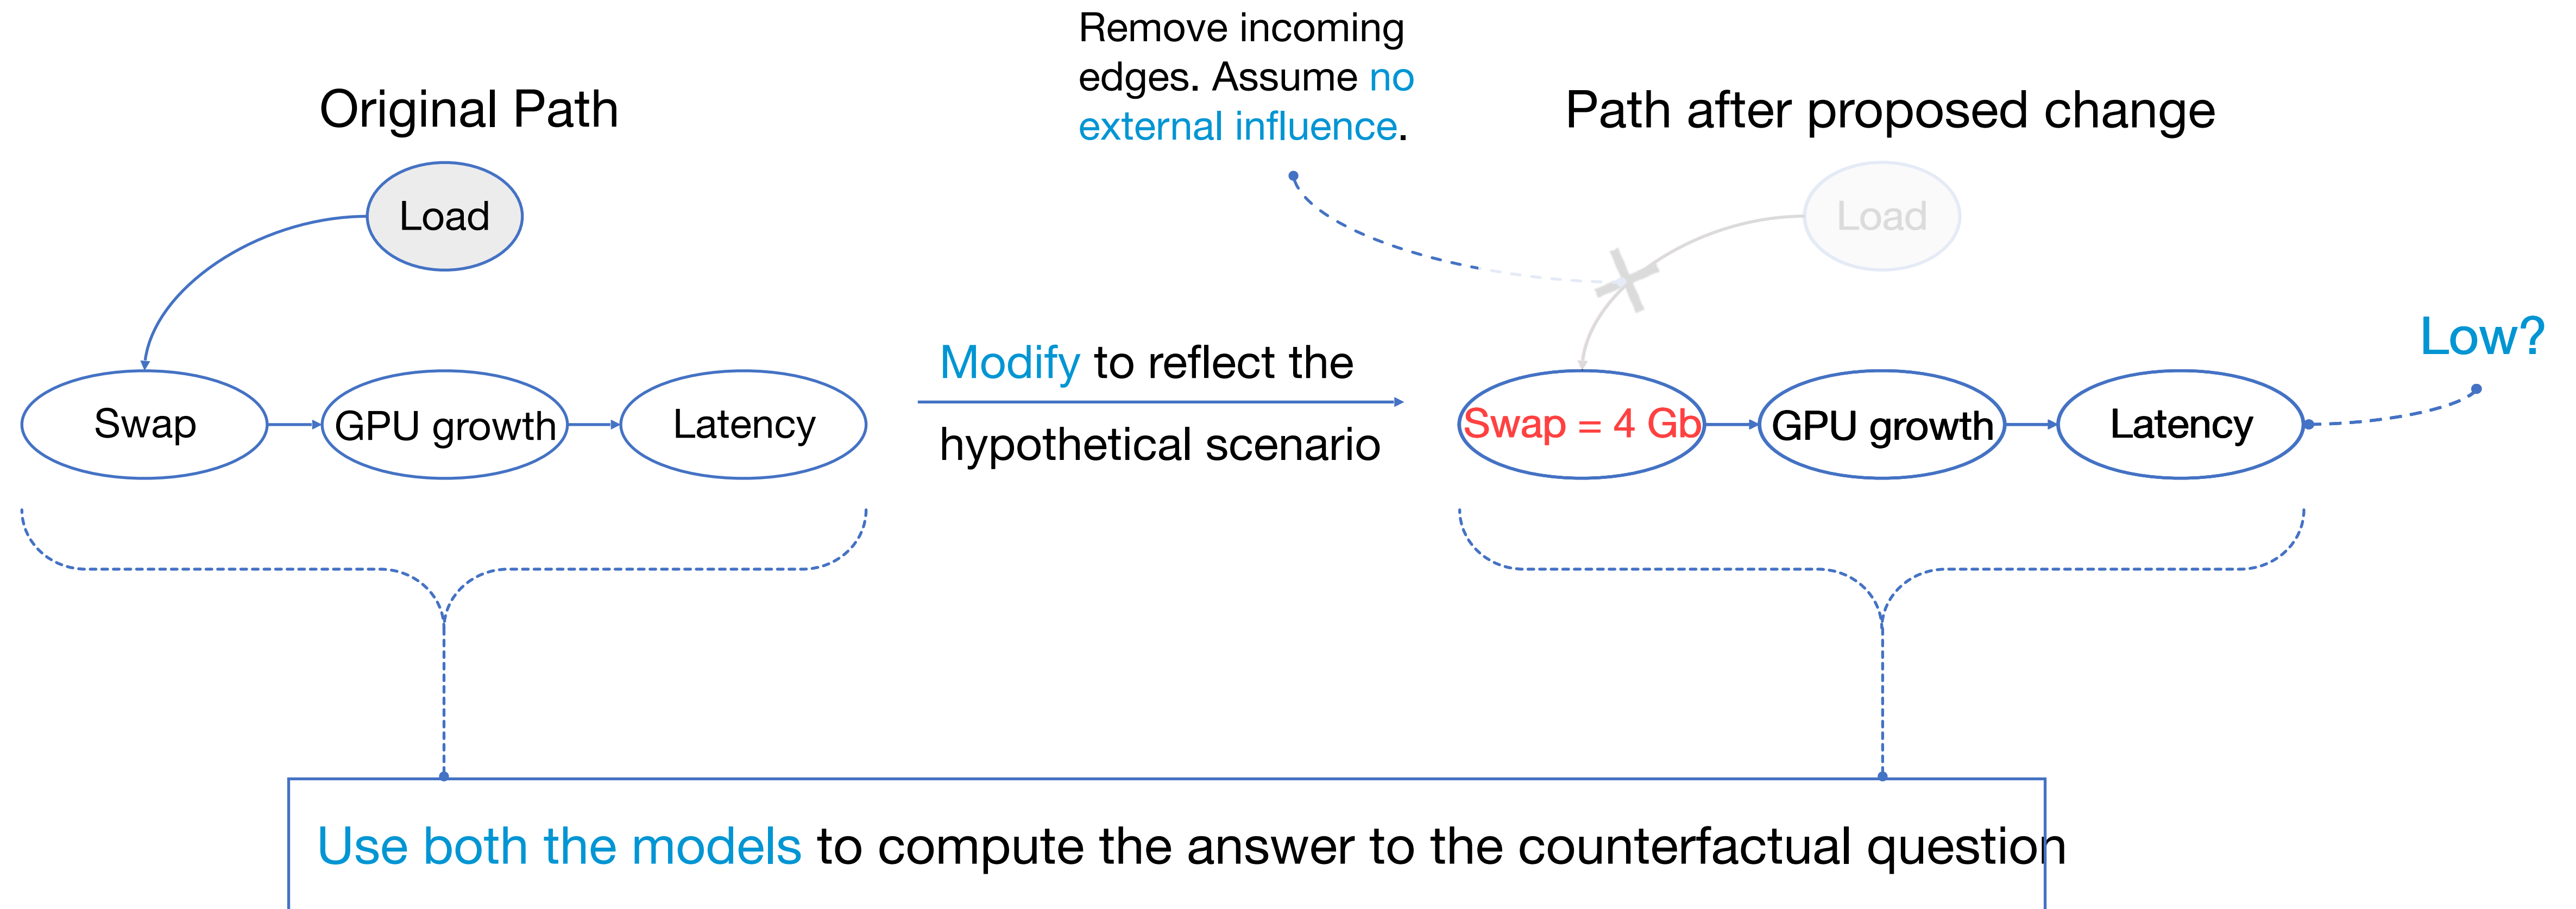 Remove incoming
edges. Assume no
external influence.
Original Path
Path after proposed change
Load
Load
Low?
Modify to reflect the
hypothetical scenario
Swap
GPU growth
Latency
Swap = 4 Gb
GPU growth
Latency
Use both the models to compute the answer to the counterfactual question